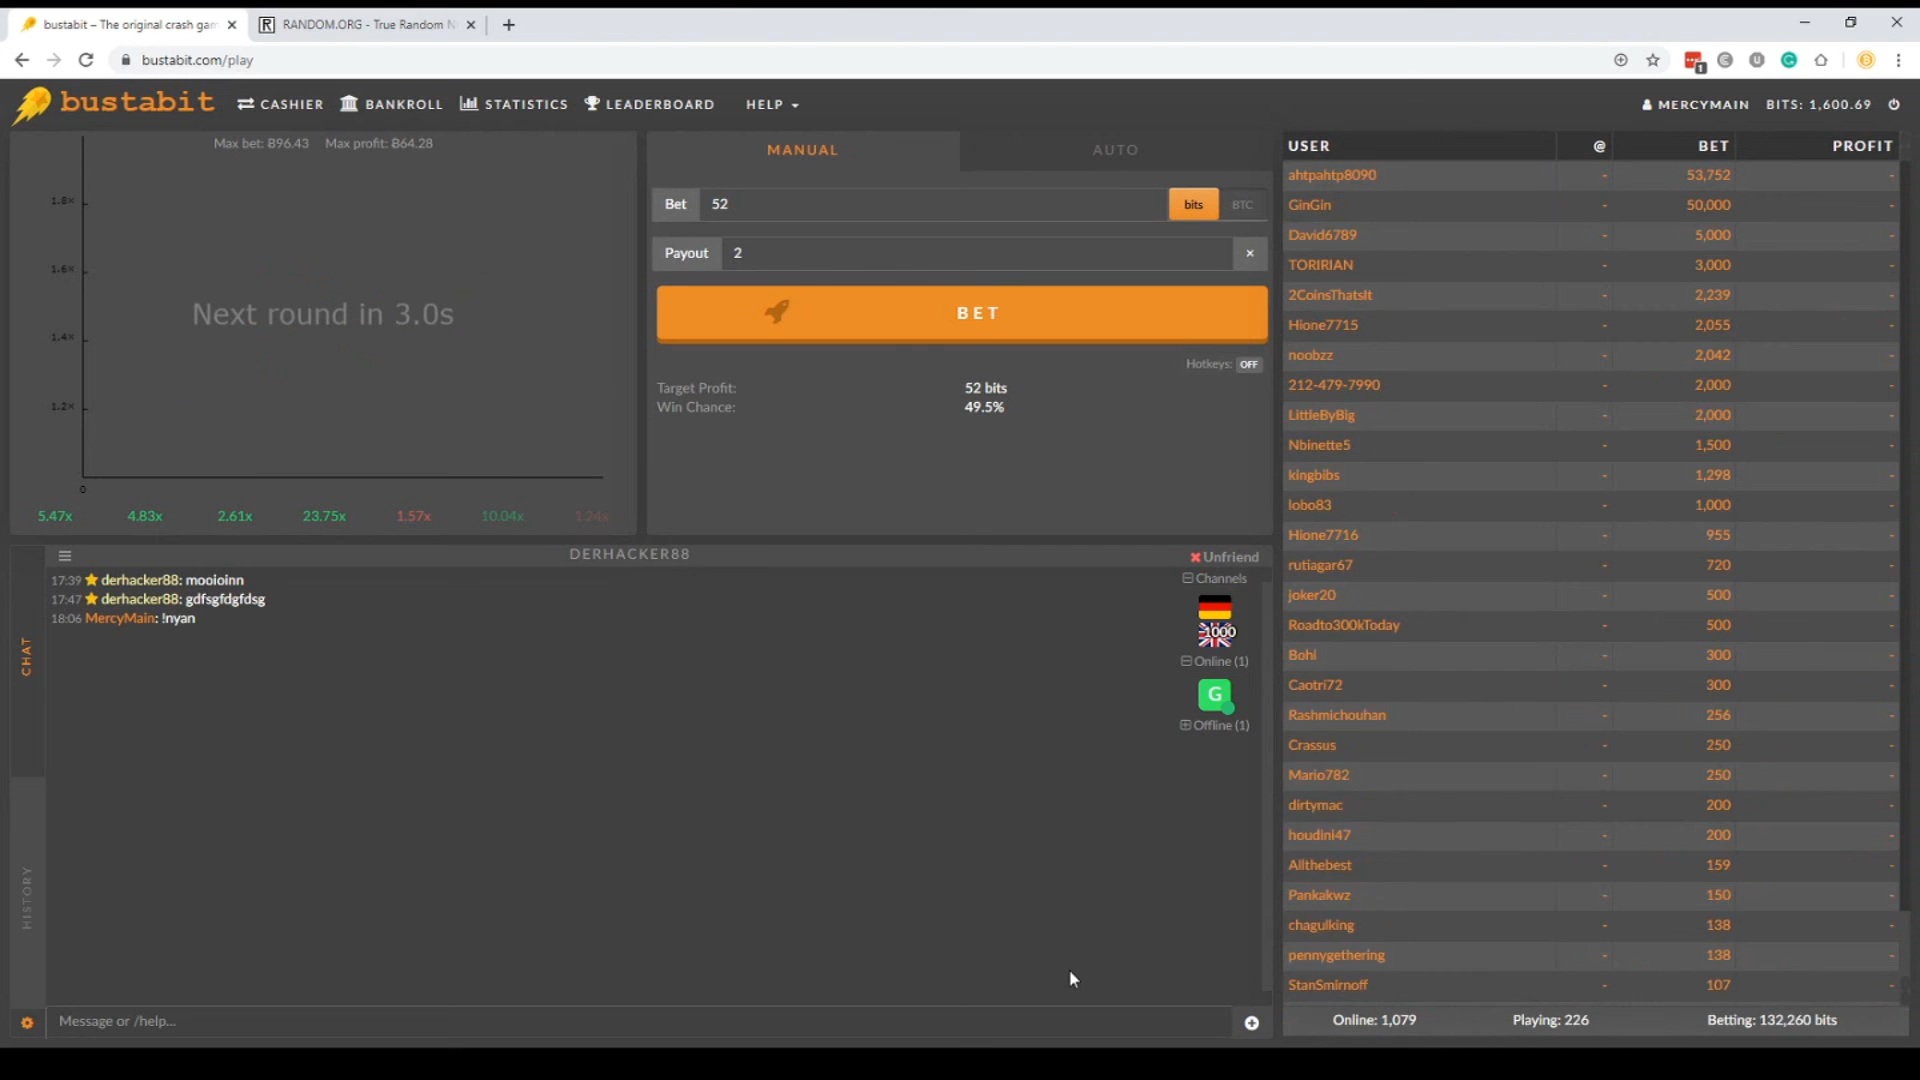 bustabit – The original crash gam
RANDOM.ORG - True Random N
bustabit.com/play
1
bustabit
CASHIER
BANKROLL
STATISTICS
LEADERBOARD
HELP
MERCYMAIN
BITS: 1,600.69
Max bet: Ƀ96.43 Max profit: Ƀ64.28
1.8×
1.6×
1.4×
1.2×
0
Next round in 3.0s
5.47x 4.83x 2.61x 23.75x 1.57x 10.04x 1.24x
MANUAL
AUTO
Bet 52 bits BTC
Payout 2 ×
BET
Hotkeys: OFF
Target Profit: 52 bits
Win Chance: 49.5%
DERHACKER88
Unfriend
CHAT
HISTORY
17:39 derhacker88: mooioinn
17:47 derhacker88: gdfsgfdgfdsg
18:06 MercyMain: !nyan
Channels
1000
Online (1)
G
Offline (1)
Message or /help...
USER @ BET PROFIT
ahtpahtp8090 - 53,752 -
GinGin - 50,000 -
David6789 - 5,000 -
TORIRIAN - 3,000 -
2CoinsThatsIt - 2,239 -
Hione7715 - 2,055 -
noobzz - 2,042 -
212-479-7990 - 2,000 -
LittleByBig - 2,000 -
Nbinette5 - 1,500 -
kingbibs - 1,298 -
lobo83 - 1,000 -
Hione7716 - 955 -
rutiagar67 - 720 -
joker20 - 500 -
Roadto300kToday - 500 -
Bohl - 300 -
Caotri72 - 300 -
Rashmichouhan - 256 -
Crassus - 250 -
Mario782 - 250 -
dirtymac - 200 -
houdini47 - 200 -
Allthebest - 159 -
Pankakwz - 150 -
chagulking - 138 -
pennygethering - 138 -
StanSmirnoff - 107 -
Online: 1,079 Playing: 226 Betting: 132,260 bits